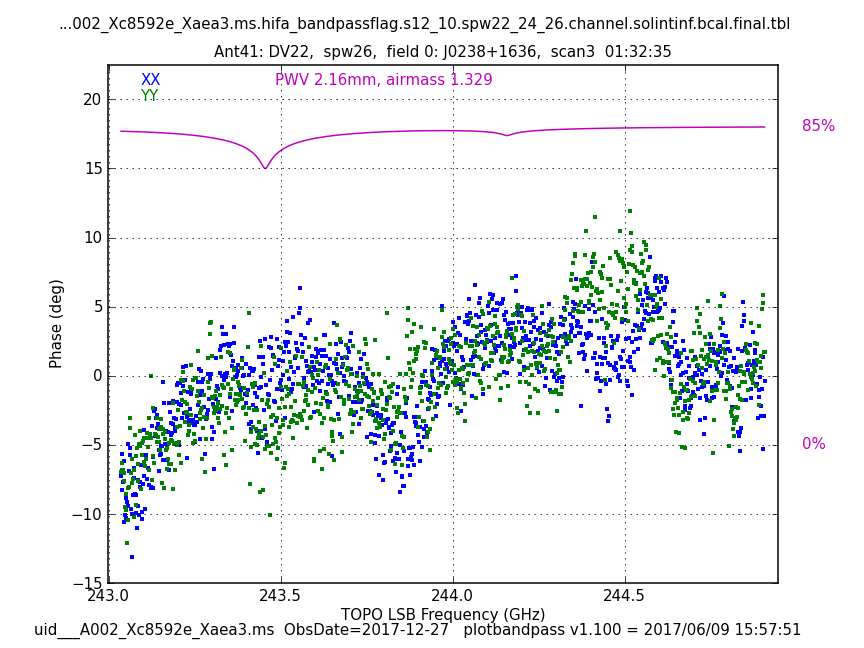 ...002_Xc8592e_Xaea3.ms.hifa_bandpassflag.s12_10.spw22_24_26.channel.solintinf.bcal.final.tbl
Ant41: DV22,  spw26,  field 0: J0238+1636,  scan3  01:32:35
XX
PWV 2.16mm, airmass 1.329
YY
20
85%
15
10
5
Phase (deg)
0
−5
0%
−10
−15
243.0 243.5 244.0 244.5
TOPO LSB Frequency (GHz)
uid___A002_Xc8592e_Xaea3.ms  ObsDate=2017-12-27   plotbandpass v1.100 = 2017/06/09 15:57:51